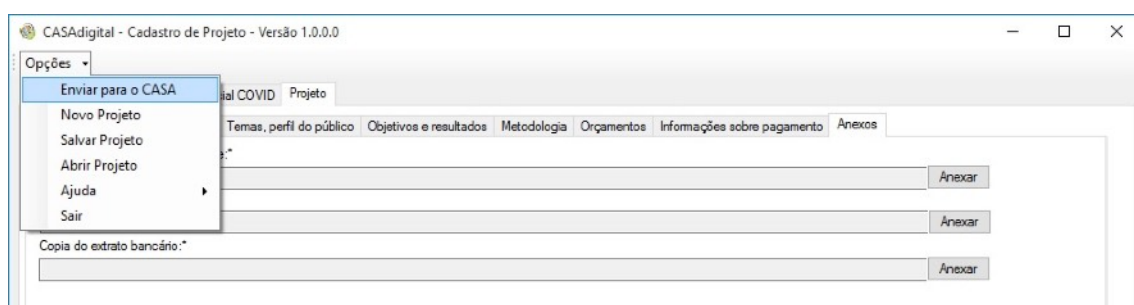 CASAdigital - Cadastro de Projeto - Versão 1.0.0.0
Opções
Enviar para o CASA
Novo Projeto
Salvar Projeto
Abrir Projeto
Ajuda
Sair
ial COVID Projeto
Temas, perfil do público Objetivos e resultados Metodologia Orçamentos Informações sobre pagamento Anexos
e:*
Anexar
Anexar
Copia do extrato bancário:*
Anexar